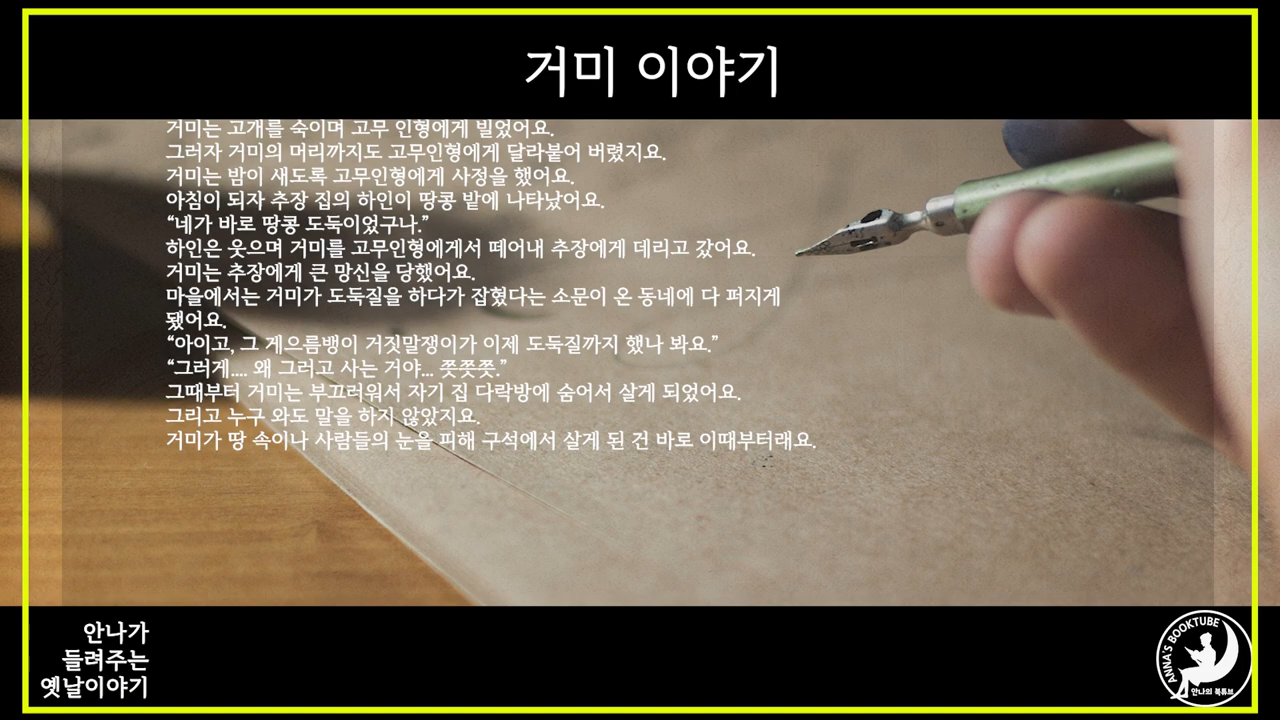 거미 이야기
거미는 고개를 숙이며 고무 인형에게 빌었어요.
그러자 거미의 머리까지도 고무인형에게 달라붙어 버렸지요.
거미는 밤이 새도록 고무인형에게 사정을 했어요.
아침이 되자 추장 집의 하인이 땅콩 밭에 나타났어요.
“네가 바로 땅콩 도둑이었구나.”
하인은 웃으며 거미를 고무인형에게서 떼어내 추장에게 데리고 갔어요.
거미는 추장에게 큰 망신을 당했어요.
마을에서는 거미가 도둑질을 하다가 잡혔다는 소문이 온 동네에 다 퍼지게
됐어요.
“아이고, 그 게으름뱅이 거짓말쟁이가 이제 도둑질까지 했나 봐요.”
“그러게.... 왜 그러고 사는 거야... 쯧쯧쯧.”
그때부터 거미는 부끄러워서 자기 집 다락방에 숨어서 살게 되었어요.
그리고 누구 와도 말을 하지 않았지요.
거미가 땅 속이나 사람들의 눈을 피해 구석에서 살게 된 건 바로 이때부터래요.
안나가
들려주는
옛날이야기
ANNA'S BOOKTUBE
안나의 북튜브